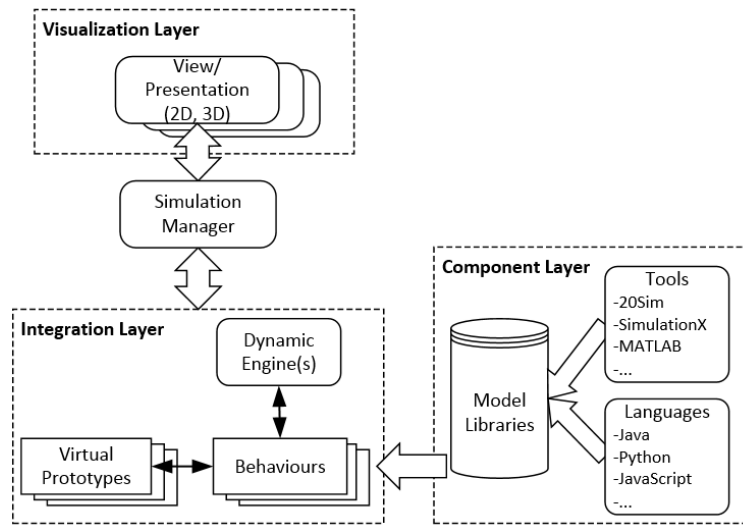 Visualization Layer
View/
Presentation
(2D, 3D)
Simulation
Manager
Integration Layer
Dynamic
Engine(s)
Virtual
Prototypes
Behaviours
Component Layer
Model
Libraries
Tools
-20Sim
-SimulationX
-MATLAB
-...
Languages
-Java
-Python
-JavaScript
-...